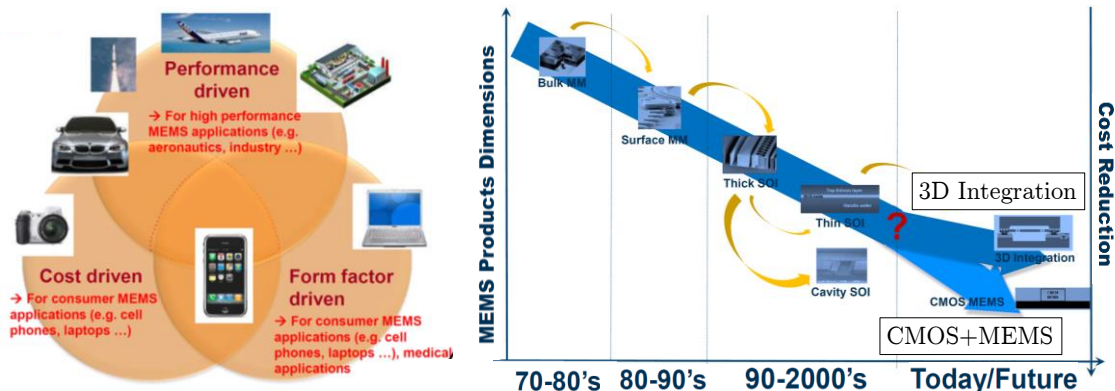 Performance
driven
→ For high performance
MEMS applications (e.g.
aeronautics, industry ...)
Cost driven
→ For consumer MEMS
applications (e.g. cell
phones, laptops ...)
Form factor
driven
→ For consumer MEMS
applications (e.g. cell
phones, laptops ...), medical
applications
MEMS Products Dimensions
Bulk MM
Surface MM
Thick SOI
Thin SOI
Cavity SOI
?
3D Integration
3D Integration
CMOS MEMS
CMOS+MEMS
Cost Reduction
70-80's
80-90's
90-2000's
Today/Future